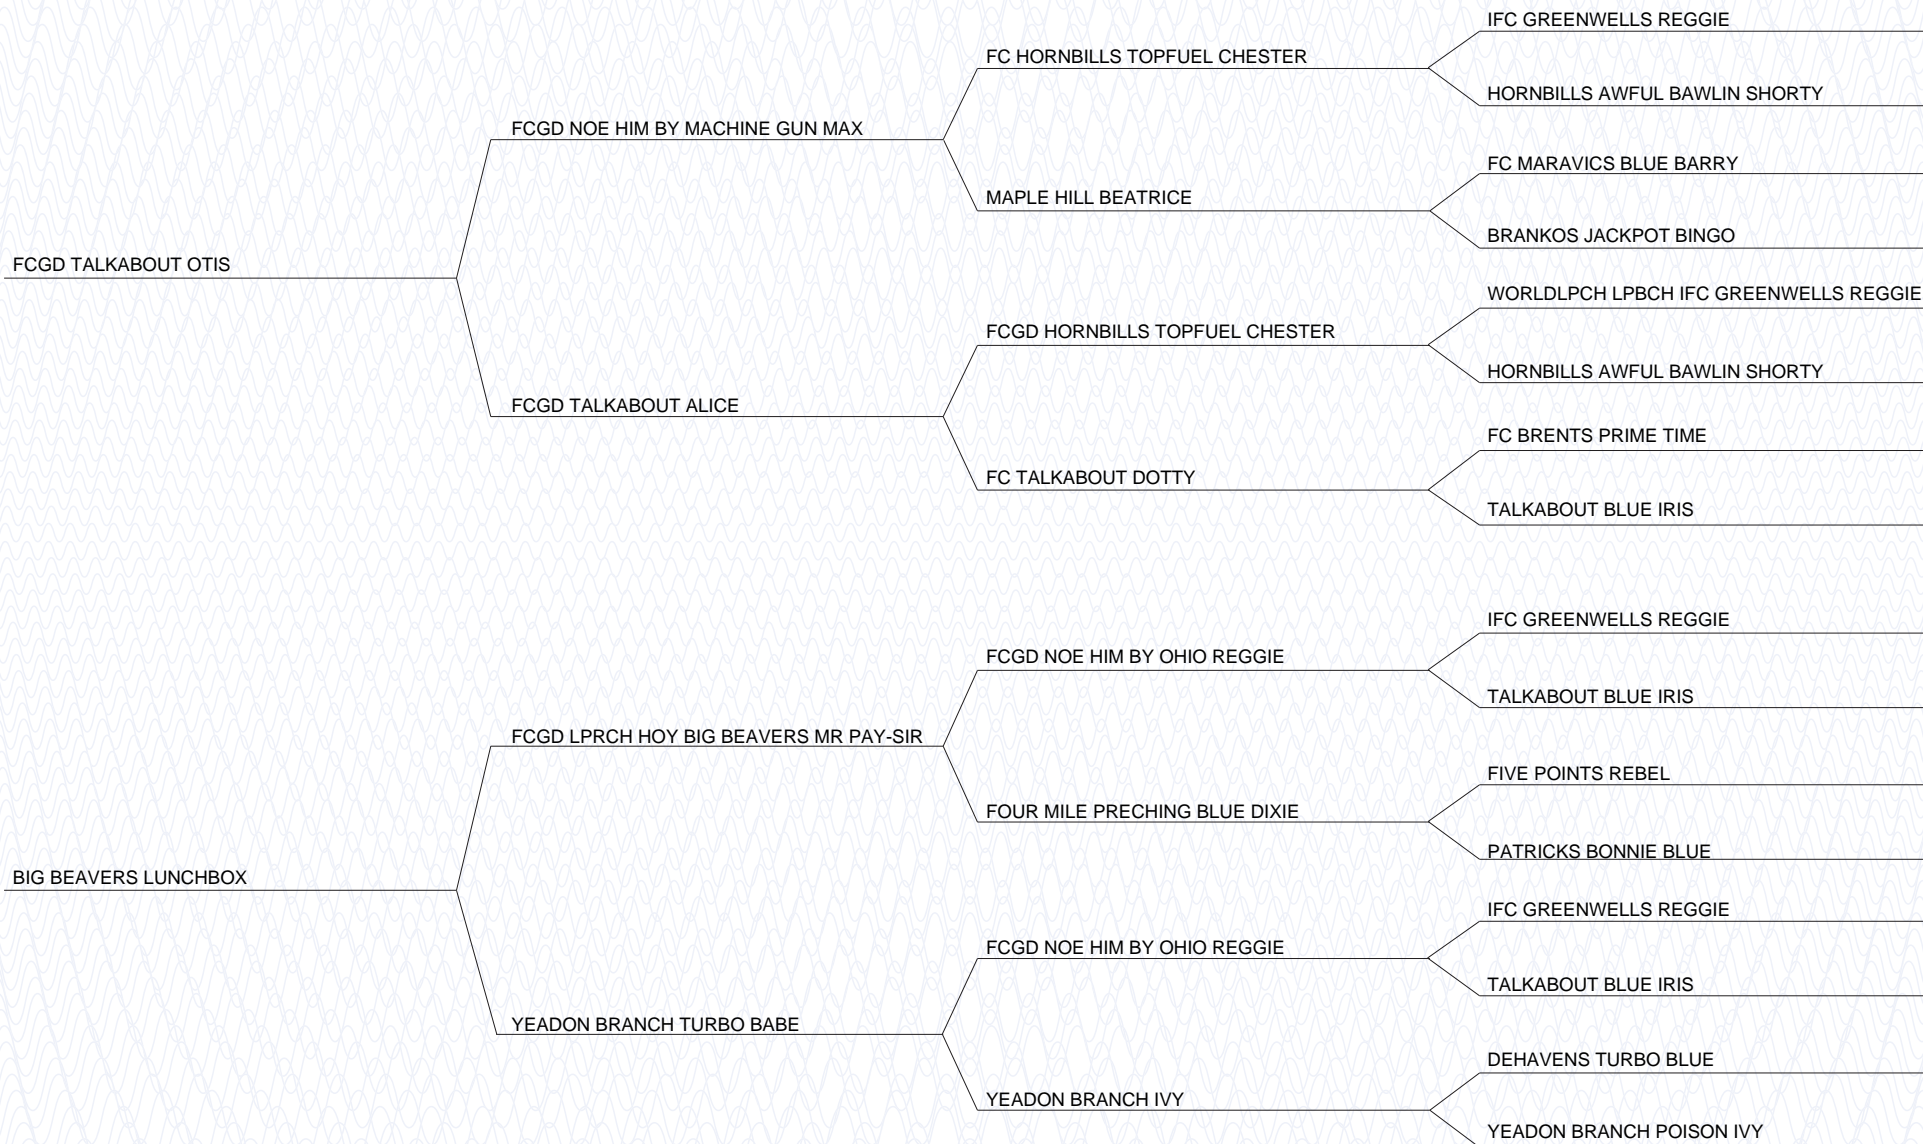 IFC GREENWELLS REGGIE
FC HORNBILLS TOPFUEL CHESTER
HORNBILLS AWFUL BAWLIN SHORTY
FCGD NOE HIM BY MACHINE GUN MAX
FC MARAVICS BLUE BARRY
MAPLE HILL BEATRICE
BRANKOS JACKPOT BINGO
FCGD TALKABOUT OTIS
WORLDLPCH LPBCH IFC GREENWELLS REGGIE
FCGD HORNBILLS TOPFUEL CHESTER
HORNBILLS AWFUL BAWLIN SHORTY
FCGD TALKABOUT ALICE
FC BRENTS PRIME TIME
FC TALKABOUT DOTTY
TALKABOUT BLUE IRIS
IFC GREENWELLS REGGIE
FCGD NOE HIM BY OHIO REGGIE
TALKABOUT BLUE IRIS
FCGD LPRCH HOY BIG BEAVERS MR PAY-SIR
FIVE POINTS REBEL
FOUR MILE PRECHING BLUE DIXIE
PATRICKS BONNIE BLUE
BIG BEAVERS LUNCHBOX
IFC GREENWELLS REGGIE
FCGD NOE HIM BY OHIO REGGIE
TALKABOUT BLUE IRIS
YEADON BRANCH TURBO BABE
DEHAVENS TURBO BLUE
YEADON BRANCH IVY
YEADON BRANCH POISON IVY